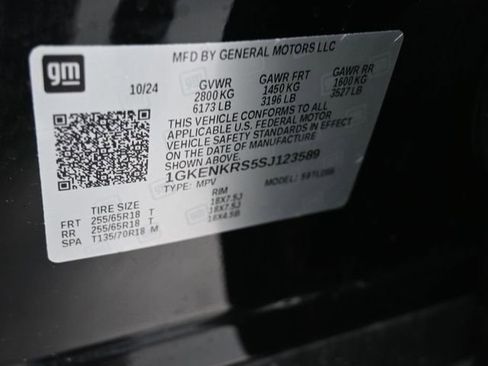 gm
MFD BY GENERAL MOTORS LLC
10/24 GVWR GAWR FRT GAWR RR
2800 KG 1450 KG 1600 KG
6173 LB 3196 LB 3527 LB
THIS VEHICLE CONFORMS TO ALL
APPLICABLE U.S. FEDERAL MOTOR
VEHICLE SAFETY STANDARDS IN EFFECT
ON THE DATE OF MANUFACTURE
SHOWN ABOVE.
1GKENKRS5SJ123589
TYPE: MPV MODEL:
TIRE SIZE RIM
FRT 255/65R18 T 18X7.5J
RR 255/65R18 T 18X7.5J
SPA T135/70R18 M 18X4.5B